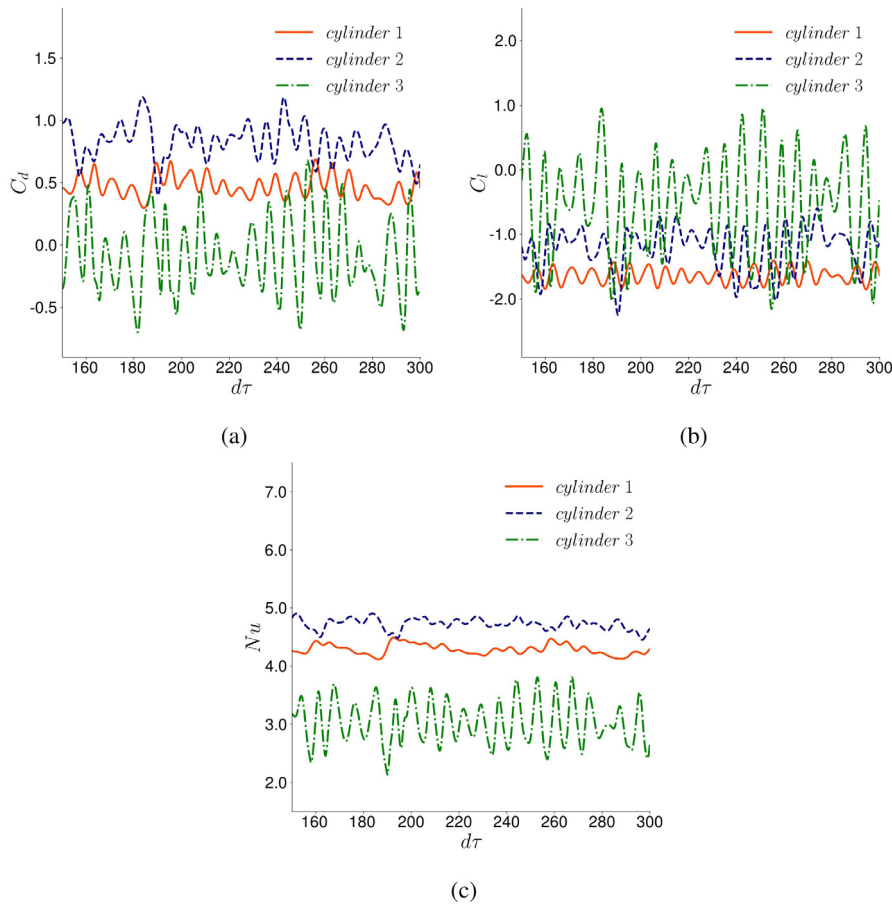 (a)
1.0
0.5
0.0
-0.5
C_d
160 180 200 220 240 260 280 300
dτ
cylinder 1
cylinder 2
cylinder 3
(b)
2.0
1.0
0.0
-1.0
-2.0
C_l
160 180 200 220 240 260 280 300
dτ
cylinder 1
cylinder 2
cylinder 3
(c)
7.0
6.0
5.0
4.0
3.0
2.0
Nu
160 180 200 220 240 260 280 300
dτ
cylinder 1
cylinder 2
cylinder 3